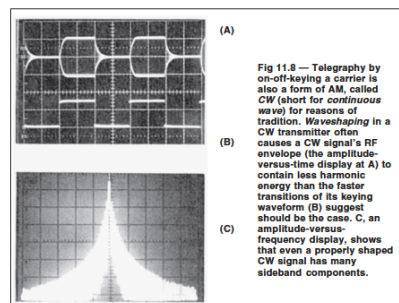 (A)
(B)
(C)
Fig 11.8 — Telegraphy by
on-off-keying a carrier is
also a form of AM, called
CW (short for continuous
wave) for reasons of
tradition. Waveshaping in a
CW transmitter often
causes a CW signal's RF
envelope (the amplitude-
versus-time display at A) to
contain less harmonic
energy than the faster
transitions of its keying
waveform (B) suggest
should be the case. C, an
amplitude-versus-
frequency display, shows
that even a properly shaped
CW signal has many
sideband components.